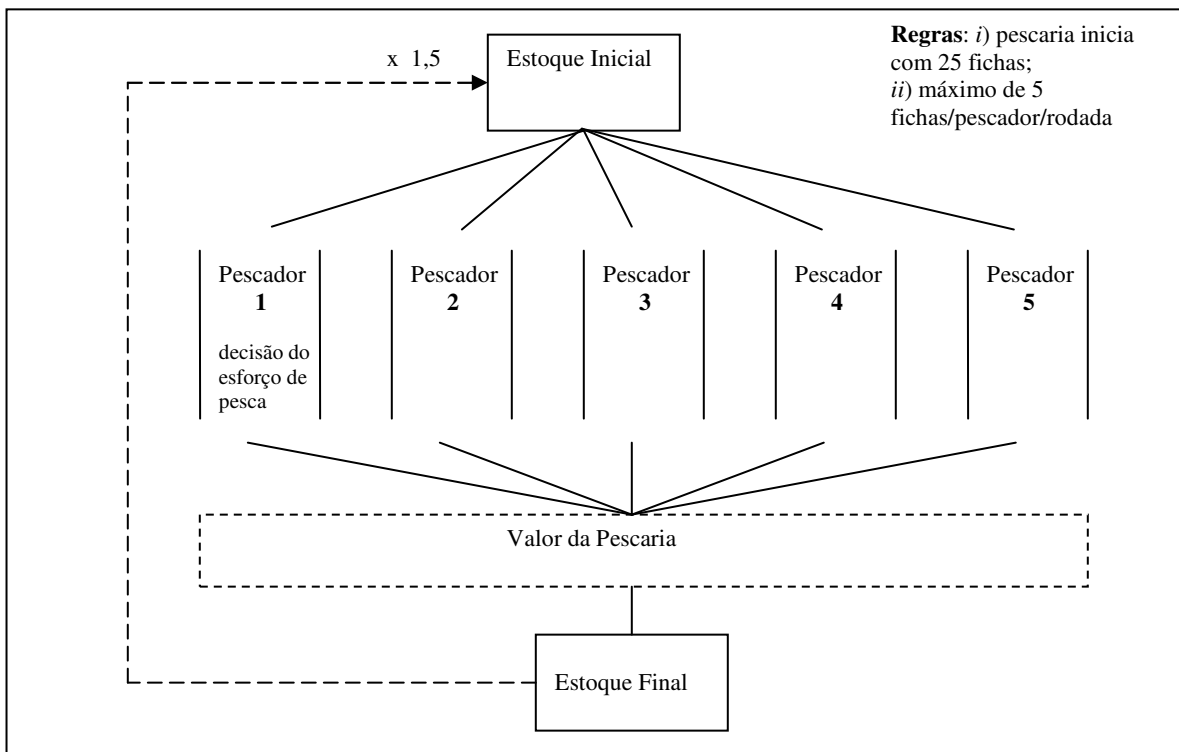 x 1,5
Estoque Inicial
Regras: i) pescaria inicia
com 25 fichas;
ii) máximo de 5
fichas/pescador/rodada
Pescador
1
decisão do
esforço de
pesca
Pescador
2
Pescador
3
Pescador
4
Pescador
5
Valor da Pescaria
Estoque Final